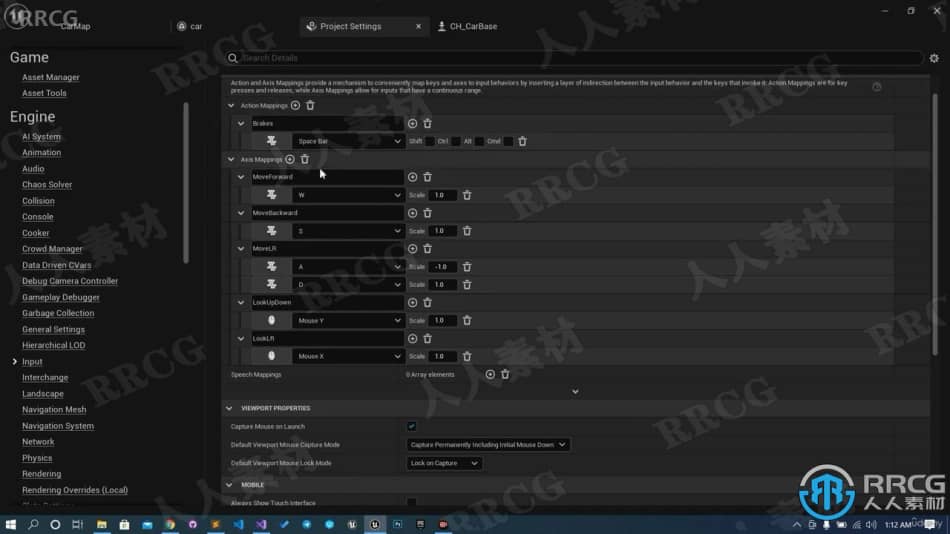 RRCG
CarMap
car
Project Settings
CH_CarBase
Game
Asset Manager
Asset Tools
Engine
AI System
Animation
Audio
Chaos Solver
Collision
Console
Cooker
Crowd Manager
Data Driven CVars
Debug Camera Controller
Gameplay Debugger
Garbage Collection
General Settings
Hierarchical LOD
Input
Interchange
Landscape
Navigation Mesh
Navigation System
Network
Physics
Rendering
Rendering Overrides (Local)
Search Details
Action and Axis Mappings provide a mechanism to conveniently map keys and axes to input behaviors by inserting a layer of indirection between the input behavior and the keys that invoke it. Action Mappings are for key
presses and releases, while Axis Mappings allow for inputs that have a continuous range.
Action Mappings
Brakes
Space Bar Shift Ctrl Alt Cmd
Axis Mappings
MoveForward
W Scale 1.0
MoveBackward
S Scale 1.0
MoveLR
A Scale -1.0
D Scale 1.0
LookUpDown
Mouse Y Scale 1.0
LookLR
Mouse X Scale 1.0
Speech Mappings 0 Array elements
VIEWPORT PROPERTIES
Capture Mouse on Launch
Default Viewport Mouse Capture Mode Capture Permanently Including Initial Mouse Down
Default Viewport Mouse Lock Mode Lock on Capture
MOBILE
Always Show Touch Interface
RRCG
人人素材
1:12 AM
Udemy